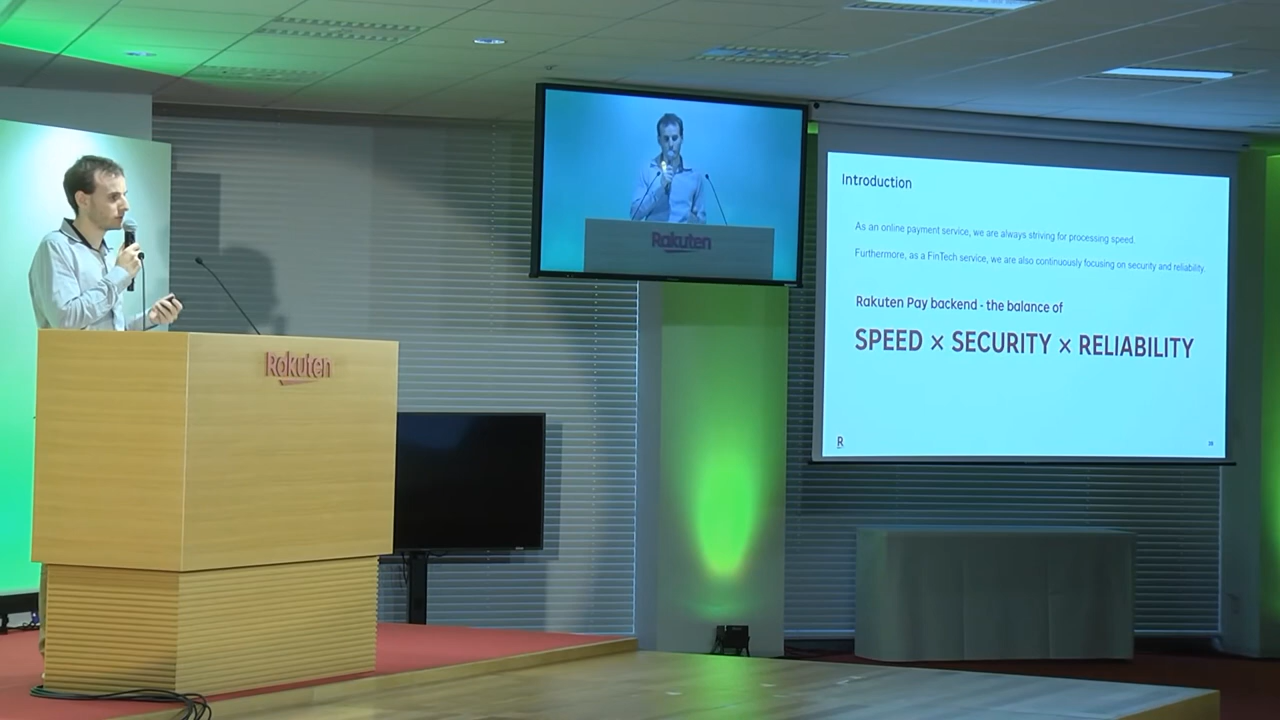 Rakuten
Rakuten
Introduction
As an online payment service, we are always striving for processing speed.
Furthermore, as a FinTech service, we are also continuously focusing on security and reliability.
Rakuten Pay backend - the balance of
SPEED × SECURITY × RELIABILITY
R